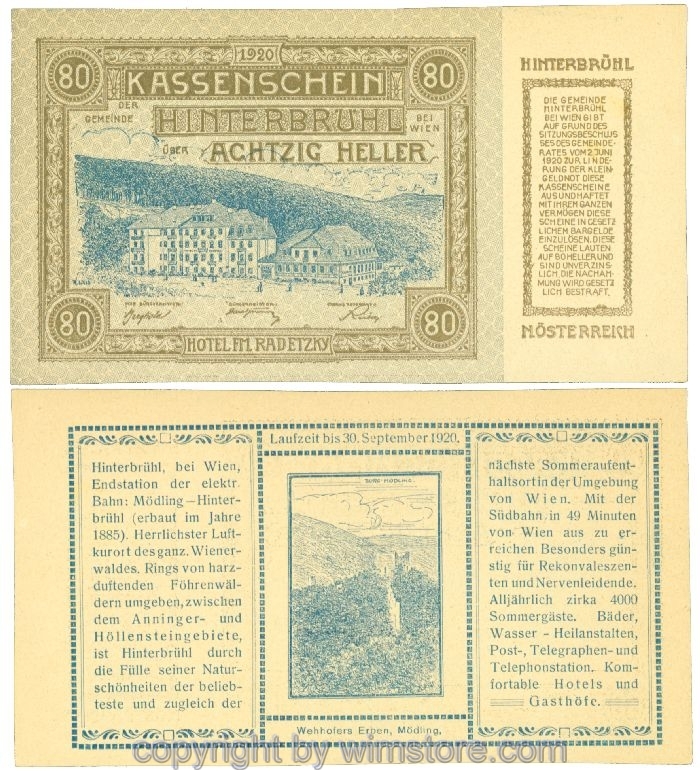 1920
80
80
KASSENSCHEIN
DER
GEMEINDE
HINTERBRÜHL
BEI
WIEN
ÜBER
ACHTZIG HELLER
80
80
HOTEL FM. RADETZKY
HINTERBRÜHL
DIE GEMEINDE
HINTERBRÜHL
BEI WIEN GIBT
AUF GRUND DES
SITZUNGSBESCHLUS
SES DES GEMEINDE-
RATES VOM 2. JUNI
1920 ZUR LINDE
RUNG DER KLEIN-
GELDNOT DIESE
KASSENSCHEINE
AUS UND HAFTET
MIT IHREM GANZEN
VERMÖGEN DIESE
SCHEINE IN GESETZ
LICHEN BARGELDE
EINZULÖSEN. DIESE
SCHEINE LAUTEN
AUF 80 HELLER UND
SIND UNVERZINS-
LICH. DIE NACHAH-
MUNG WIRD GESETZ
LICH BESTRAFT.
N.ÖSTERREICH
Laufzeit bis 30. September 1920.
Hinterbrühl, bei Wien,
Endstation der elektr.
Bahn: Mödling—Hinter-
brühl (erbaut im Jahre
1885). Herrlichster Luft-
kurort des ganz. Wiener-
waldes. Rings von harz-
duftenden Föhrenwäl-
dern umgeben, zwischen
dem Anninger- und
Höllensteingebiete,
ist Hinterbrühl durch
die Fülle seiner Natur-
schönheiten der belieb-
teste und zugleich der
BURG-MÖDLING.
Wehhofers Erben, Mödling.
nächste Sommeraufent-
haltsort in der Umgebung
von Wien. Mit der
Südbahn in 49 Minuten
von Wien aus zu er-
reichen Besonders gün-
stig für Rekonvaleszen-
ten und Nervenleidende.
Alljährlich zirka 4000
Sommergäste. Bäder,
Wasser - Heilanstalten,
Post-, Telegraphen- und
Telephonstation. Kom-
fortable Hotels und
Gasthöfe.
copyright by wimstore.com